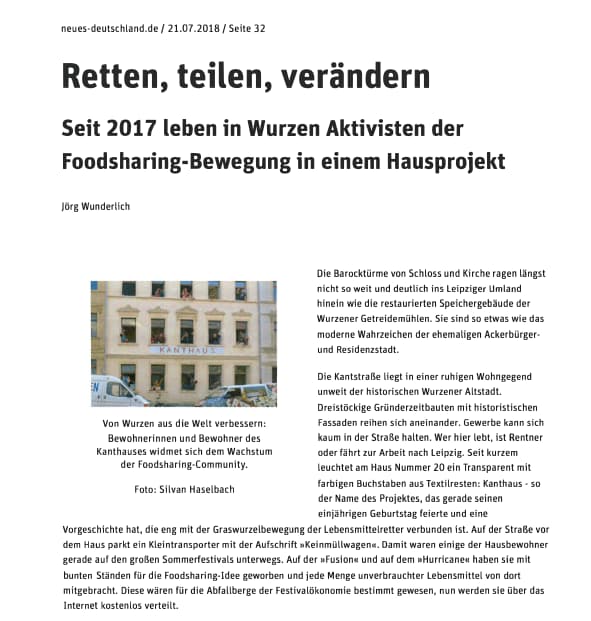 neues-deutschland.de / 21.07.2018 / Seite 32
Retten, teilen, verändern
Seit 2017 leben in Wurzen Aktivisten der
Foodsharing-Bewegung in einem Hausprojekt
Jörg Wunderlich
KANTHAUS
Von Wurzen aus die Welt verbessern:
Bewohnerinnen und Bewohner des
Kanthauses widmet sich dem Wachstum
der Foodsharing-Community.
Foto: Silvan Haselbach
Die Barocktürme von Schloss und Kirche ragen längst
nicht so weit und deutlich ins Leipziger Umland
hinein wie die restaurierten Speichergebäude der
Wurzener Getreidemühlen. Sie sind so etwas wie das
moderne Wahrzeichen der ehemaligen Ackerbürger-
und Residenzstadt.
Die Kantstraße liegt in einer ruhigen Wohngegend
unweit der historischen Wurzener Altstadt.
Dreistöckige Gründerzeitbauten mit historistischen
Fassaden reihen sich aneinander. Gewerbe kann sich
kaum in der Straße halten. Wer hier lebt, ist Rentner
oder fährt zur Arbeit nach Leipzig. Seit kurzem
leuchtet am Haus Nummer 20 ein Transparent mit
farbigen Buchstaben aus Textilresten: Kanthaus - so
der Name des Projektes, das gerade seinen
einjährigen Geburtstag feierte und eine
Vorgeschichte hat, die eng mit der Graswurzelbewegung der Lebensmittelretter verbunden ist. Auf der Straße vor
dem Haus parkt ein Kleintransporter mit der Aufschrift »Keinmüllwagen«. Damit waren einige der Hausbewohner
gerade auf den großen Sommerfestivals unterwegs. Auf der »Fusion« und auf dem »Hurricane« haben sie mit
bunten Ständen für die Foodsharing-Idee geworben und jede Menge unverbrauchter Lebensmittel von dort
mitgebracht. Diese wären für die Abfallberge der Festivalökonomie bestimmt gewesen, nun werden sie über das
Internet kostenlos verteilt.